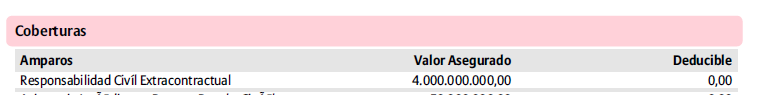 Coberturas
Amparos Valor Asegurado Deducible
Responsabilidad Civil Extracontractual 4.000.000.000,00 0,00